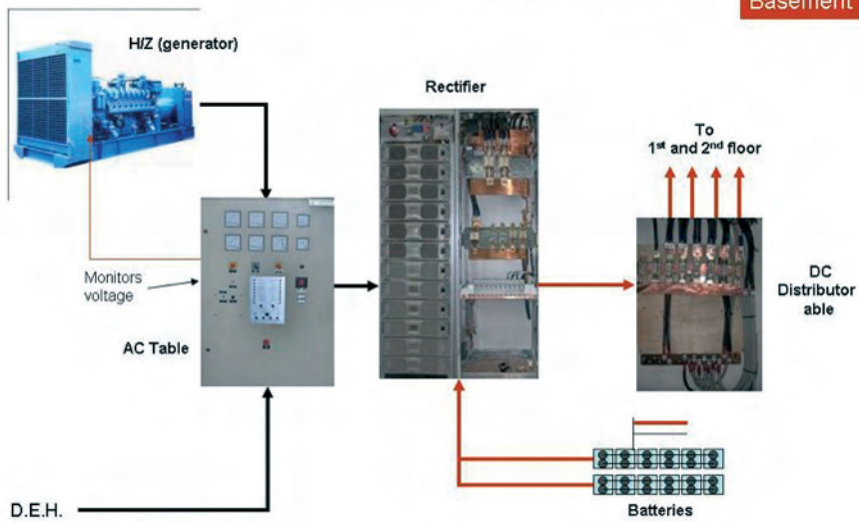 Basement
H/Z (generator)
Rectifier
To
1st and 2nd floor
Monitors
voltage
AC Table
DC
Distributor
able
D.E.H.
Batteries